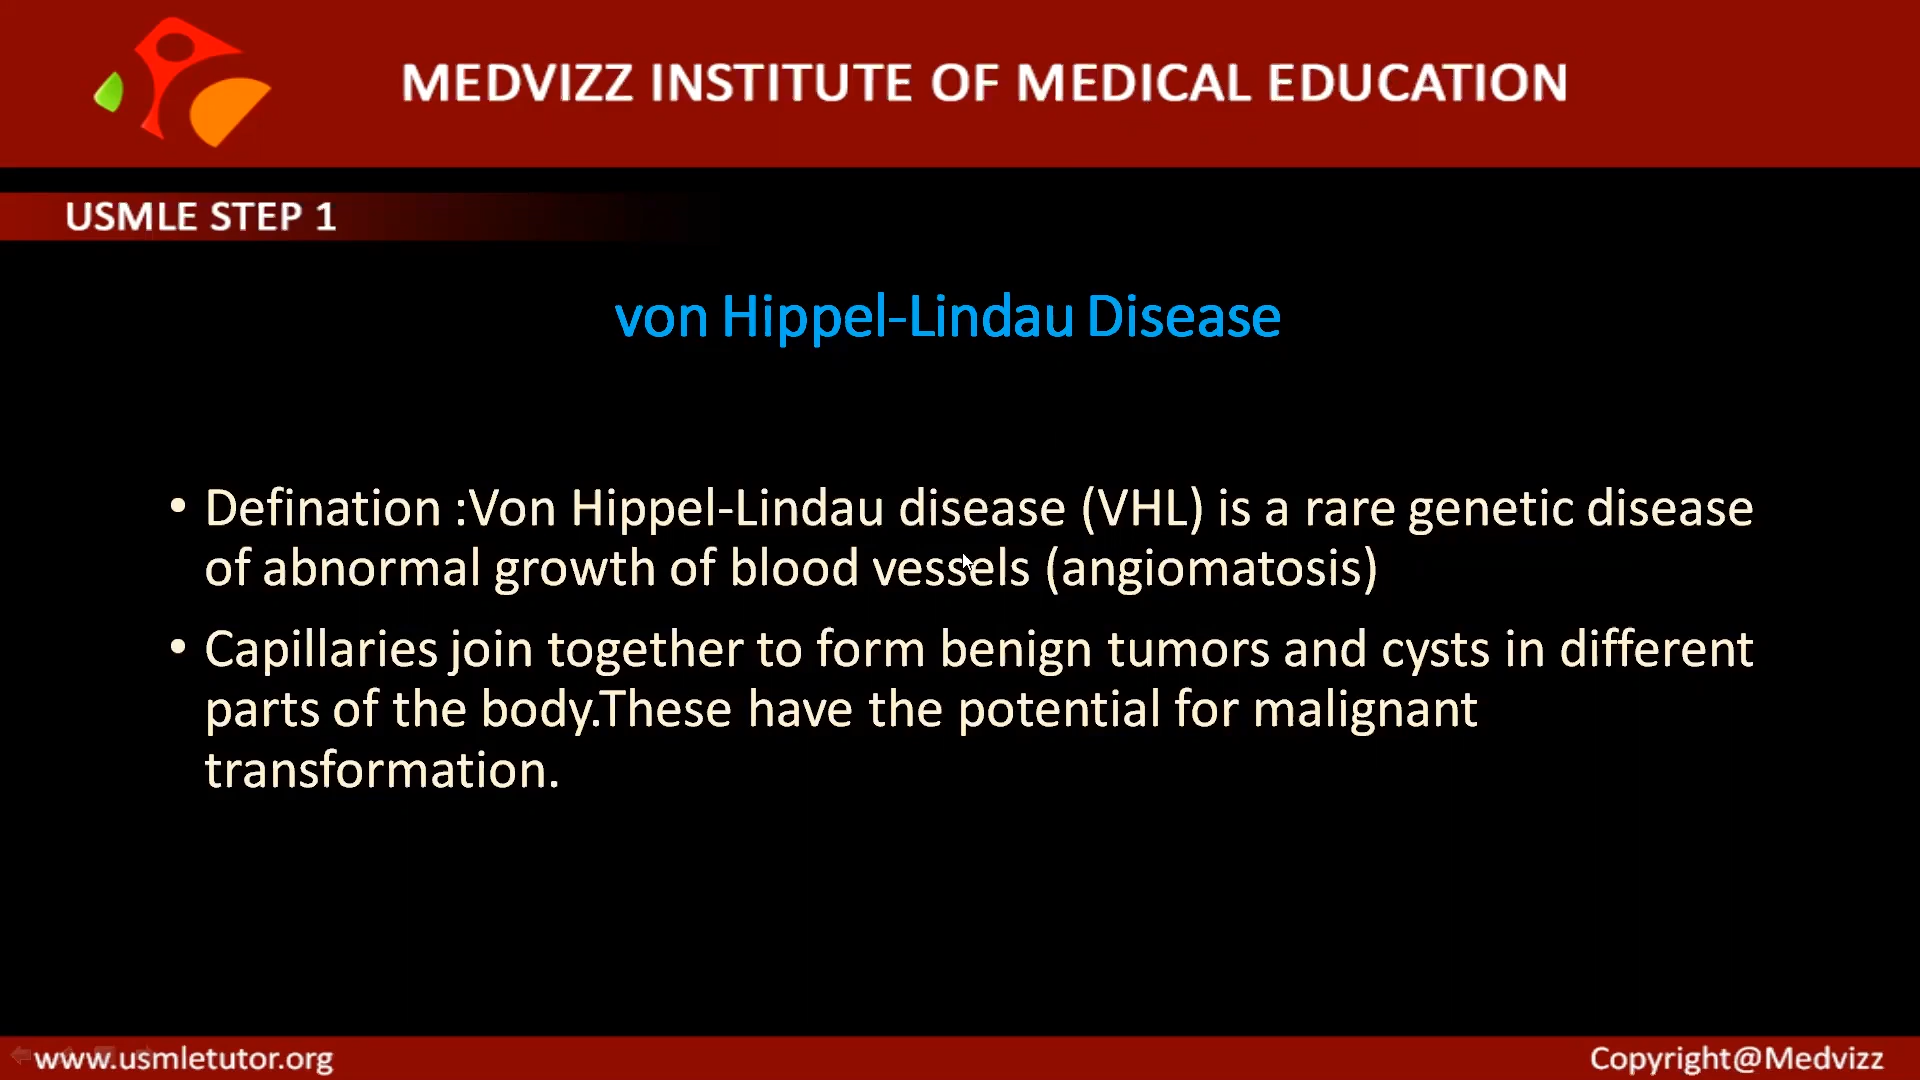 MEDVIZZ INSTITUTE OF MEDICAL EDUCATION
USMLE STEP 1
von Hippel-Lindau Disease
• Defination :Von Hippel-Lindau disease (VHL) is a rare genetic disease
of abnormal growth of blood vessels (angiomatosis)
• Capillaries join together to form benign tumors and cysts in different
parts of the body.These have the potential for malignant
transformation.
www.usmletutor.org
Copyright@Medvizz